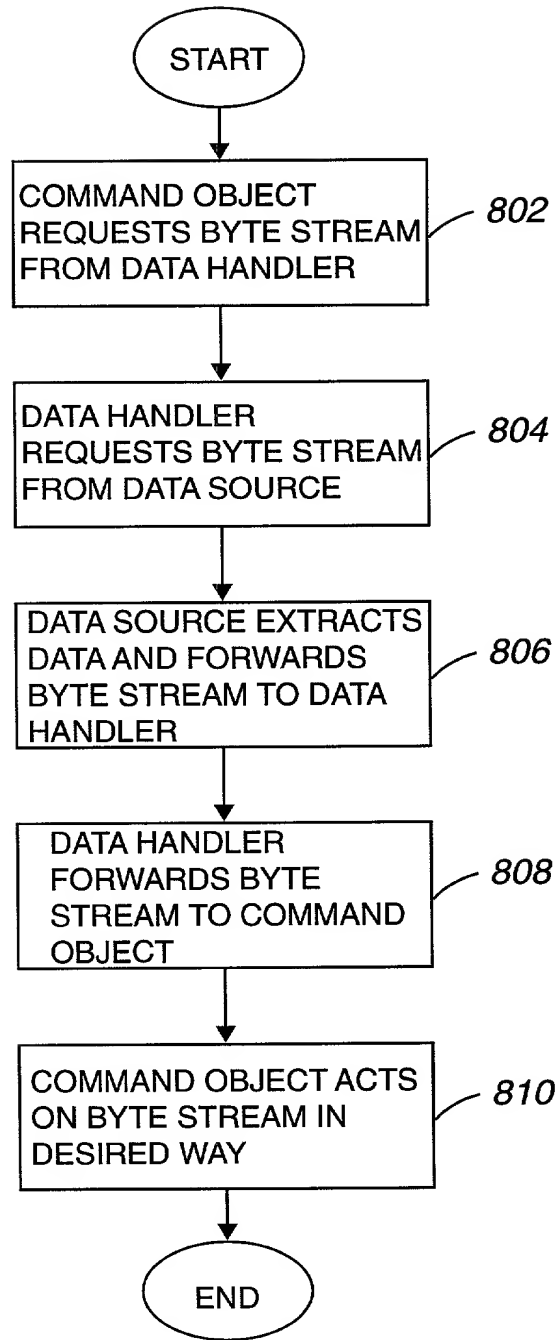 START
COMMAND OBJECT
REQUESTS BYTE STREAM
FROM DATA HANDLER
802
DATA HANDLER
REQUESTS BYTE STREAM
FROM DATA SOURCE
804
DATA SOURCE EXTRACTS
DATA AND FORWARDS
BYTE STREAM TO DATA
HANDLER
806
DATA HANDLER
FORWARDS BYTE
STREAM TO COMMAND
OBJECT
808
COMMAND OBJECT ACTS
ON BYTE STREAM IN
DESIRED WAY
810
END